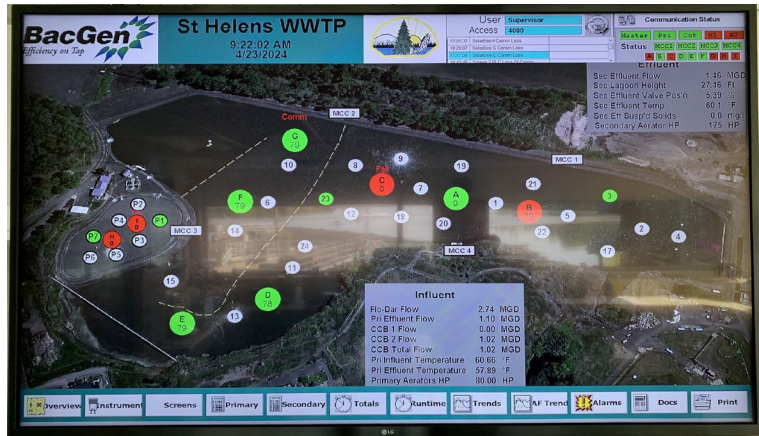 BacGen
Efficiency on Tap
St Helens WWTP
9:22:02 AM
4/23/2024
User Supervisor
Access 4000
Communication Status
Master Pri Out
Status MCC1 MCC2 MCC3 MCC4
Effluent
Sec Effluent Flow 1.46 MGD
Sec Lagoon Height 27.16 Ft
Sec Effluent Valve Pos'n 5.39 %
Sec Effluent Temp 60.1 °F
Sec Eff Susp'd Solids 0.0 mg/l
Secondary Aerator HP 175 HP
Comm
MCC 2
G
79
10
8
9
19
MCC 1
Fail
C
0
7
A
0
21
3
F
79
6
23
1
B
5
12
18
20
22
2
4
14
24
MCC 4
17
P2
P4
I
0
P1
P7
H
0
P3
P6
P5
MCC 3
11
15
D
78
13
E
79
Influent
Flo-Dar Flow 2.74 MGD
Pri Effluent Flow 1.10 MGD
CCB 1 Flow 0.00 MGD
CCB 2 Flow 1.02 MGD
CCB Total Flow 1.02 MGD
Pri Influent Temperature 60.66 °F
Pri Effluent Temperature 57.89 °F
Primary Aerators HP 80.00 HP
Overview Instrument Screens Primary Secondary Totals Runtime Trends AF Trend Alarms Docs Print
LG